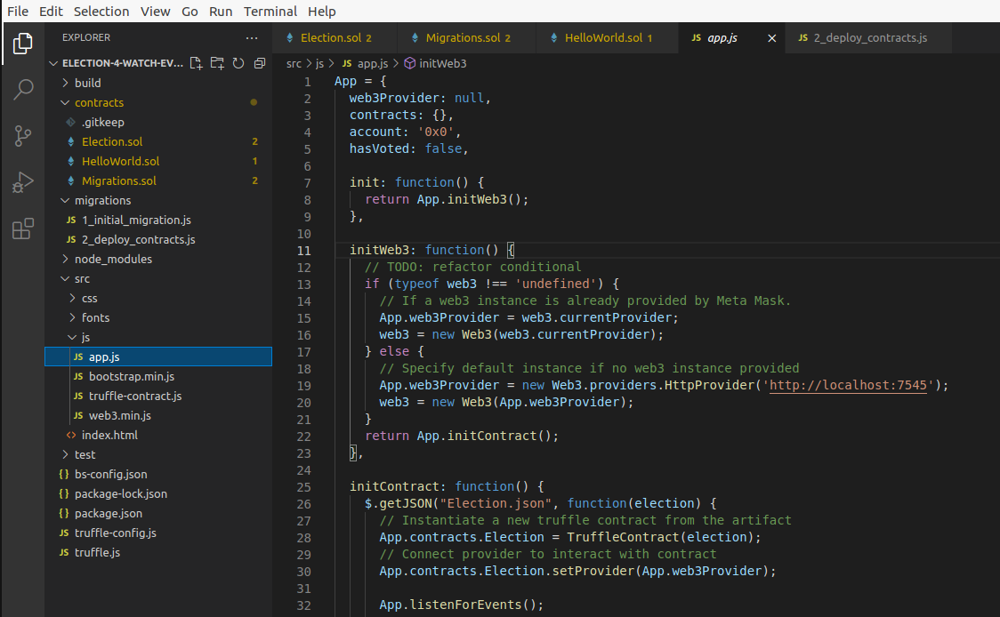 File Edit Selection View Go Run Terminal Help
EXPLORER ...
ELECTION-4-WATCH-EV...
build
contracts
.gitkeep
Election.sol 2
HelloWorld.sol 1
Migrations.sol 2
migrations
JS 1_initial_migration.js
JS 2_deploy_contracts.js
node_modules
src
css
fonts
js
JS app.js
JS bootstrap.min.js
JS truffle-contract.js
JS web3.min.js
<> index.html
test
{} bs-config.json
{} package-lock.json
{} package.json
JS truffle-config.js
JS truffle.js
Election.sol 2 Migrations.sol 2 HelloWorld.sol 1 JS app.js JS 2_deploy_contracts.js
src > js > JS app.js > initWeb3
1 App = {
2 web3Provider: null,
3 contracts: {},
4 account: '0x0',
5 hasVoted: false,
6
7 init: function() {
8 return App.initWeb3();
9 },
10
11 initWeb3: function() {
12 // TODO: refactor conditional
13 if (typeof web3 !== 'undefined') {
14 // If a web3 instance is already provided by Meta Mask.
15 App.web3Provider = web3.currentProvider;
16 web3 = new Web3(web3.currentProvider);
17 } else {
18 // Specify default instance if no web3 instance provided
19 App.web3Provider = new Web3.providers.HttpProvider('http://localhost:7545');
20 web3 = new Web3(App.web3Provider);
21 }
22 return App.initContract();
23 },
24
25 initContract: function() {
26 $.getJSON("Election.json", function(election) {
27 // Instantiate a new truffle contract from the artifact
28 App.contracts.Election = TruffleContract(election);
29 // Connect provider to interact with contract
30 App.contracts.Election.setProvider(App.web3Provider);
31
32 App.listenForEvents();